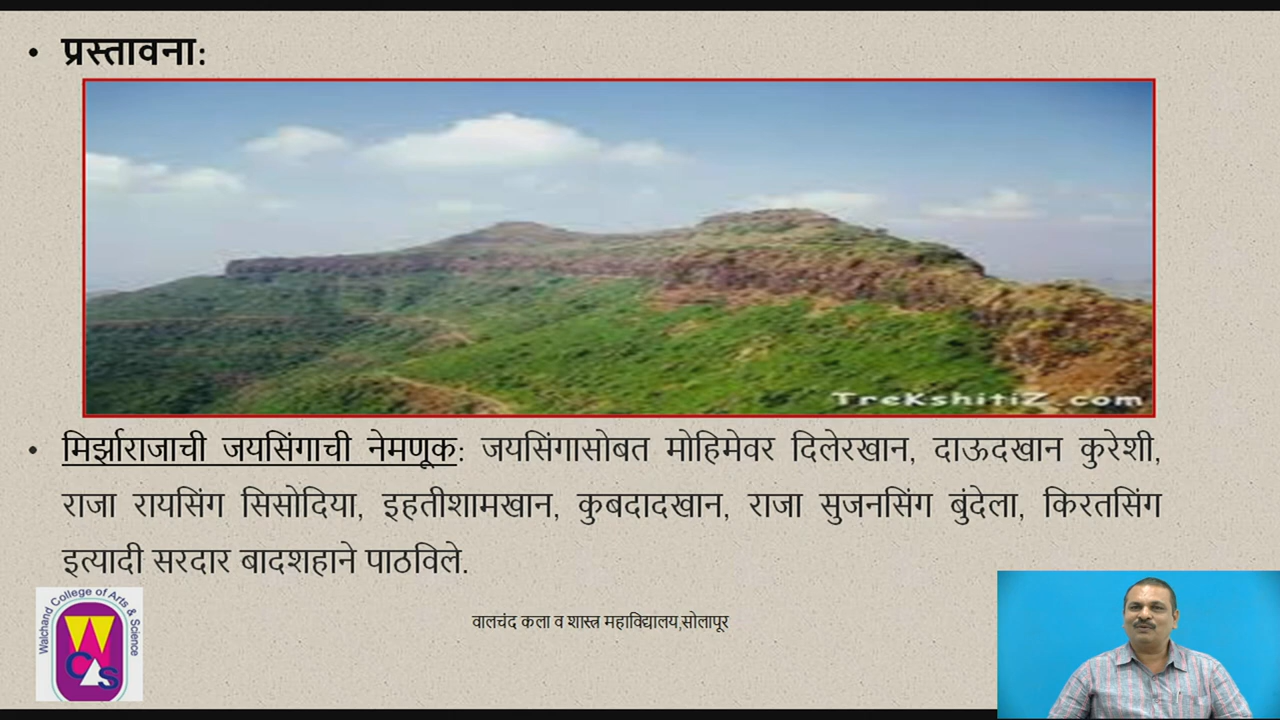 • प्रस्तावना:
TreKshitiZ.com
• मिर्झाराजाची जयसिंगाची नेमणूक: जयसिंगासोबत मोहिमेवर दिलेरखान, दाऊदखान कुरेशी,
राजा रायसिंग सिसोदिया, इहतीशामखान, कुबदादखान, राजा सुजनसिंग बुंदेला, किरतसिंग
इत्यादी सरदार बादशहाने पाठविले.
Walchand College of Arts & Science
W
CAS
वालचंद कला व शास्त्र महाविद्यालय,सोलापूर